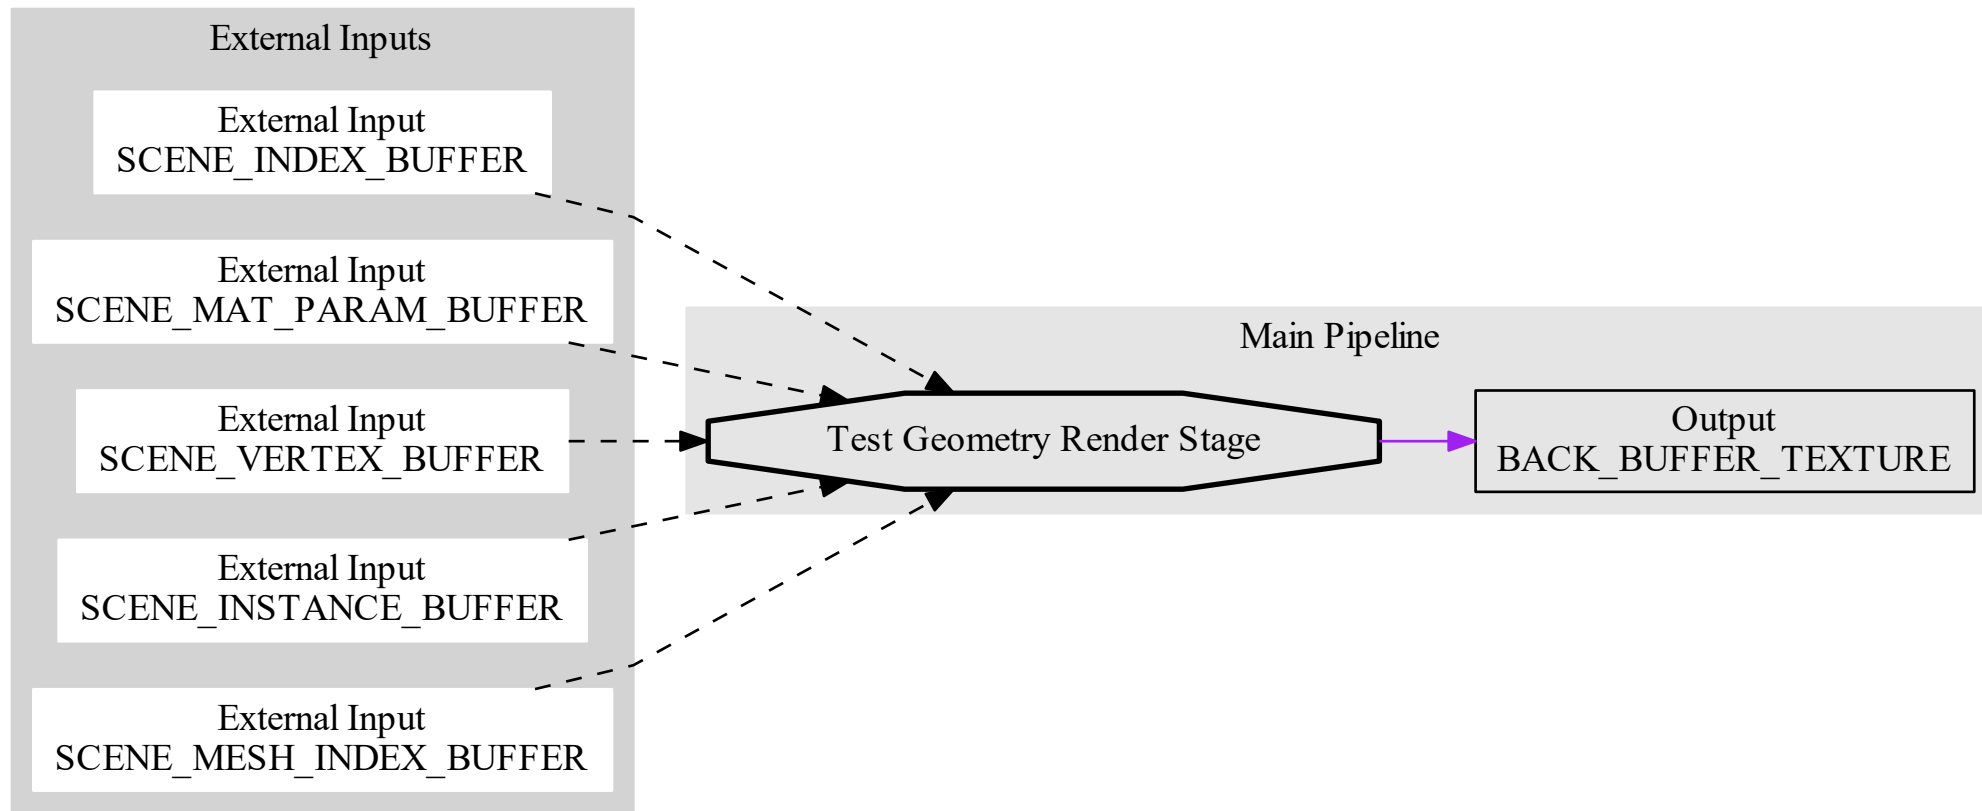 External Inputs
External Input
SCENE_INDEX_BUFFER
External Input
SCENE_MAT_PARAM_BUFFER
External Input
SCENE_VERTEX_BUFFER
External Input
SCENE_INSTANCE_BUFFER
External Input
SCENE_MESH_INDEX_BUFFER
Main Pipeline
Test Geometry Render Stage
Output
BACK_BUFFER_TEXTURE